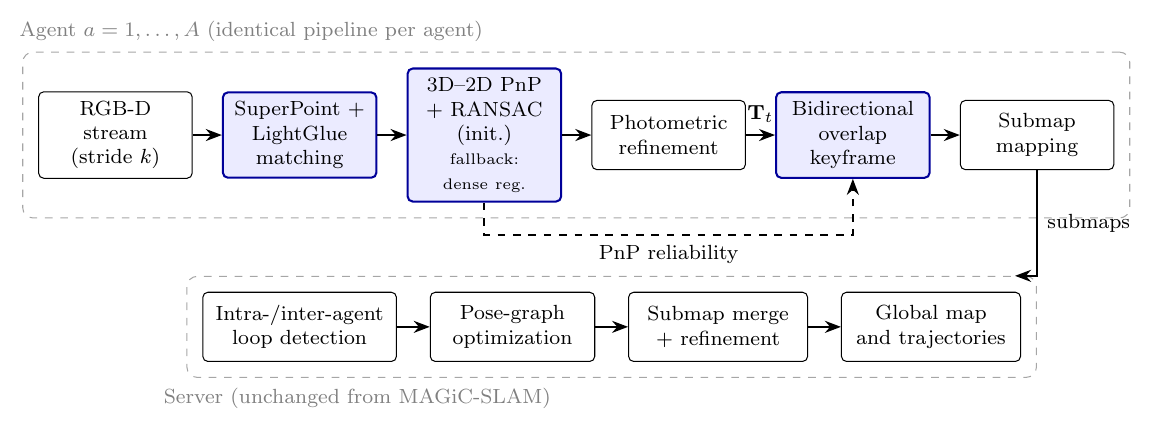 Agent a = 1, . . . , A (identical pipeline per agent)
RGB-D
stream
(stride k)
SuperPoint +
LightGlue
matching
3D–2D PnP
+ RANSAC
(init.)
fallback:
dense reg.
Photometric
refinement
T_t
Bidirectional
overlap
keyframe
Submap
mapping
submaps
PnP reliability
Intra-/inter-agent
loop detection
Pose-graph
optimization
Submap merge
+ refinement
Global map
and trajectories
Server (unchanged from MAGiC-SLAM)